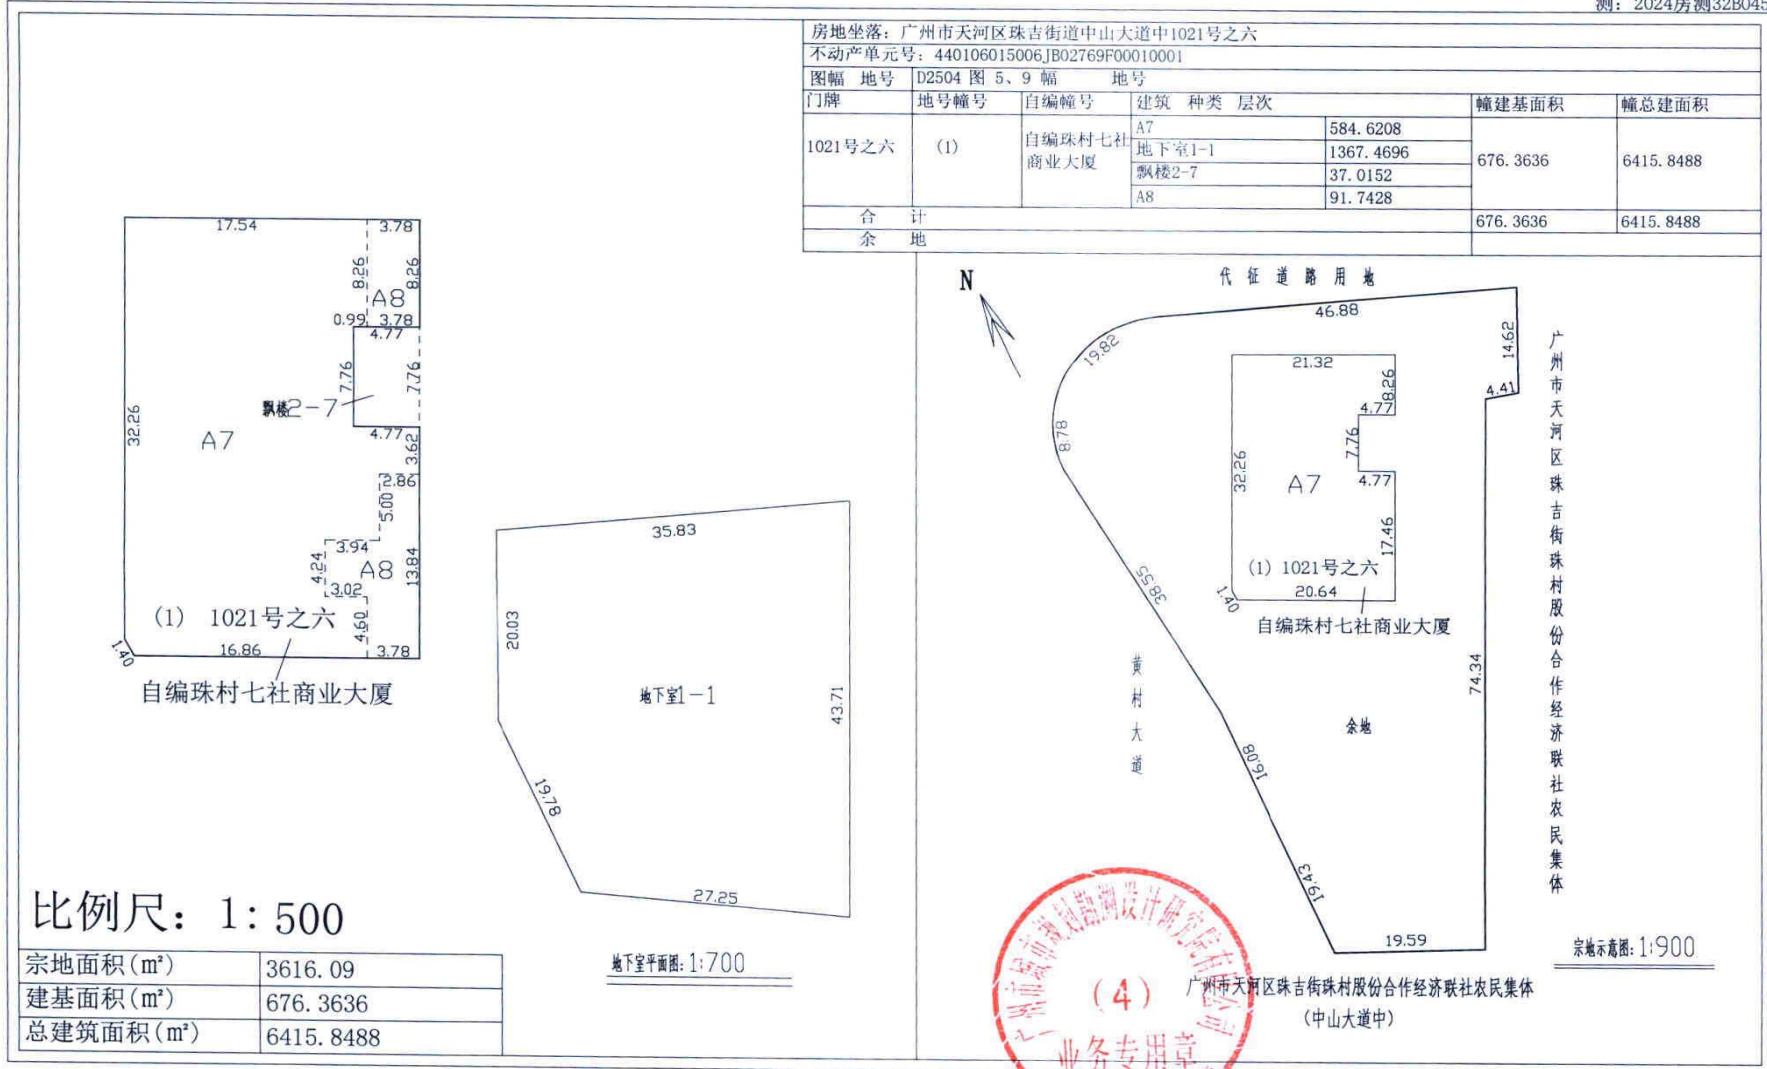 测: 2024房测32B045
房地坐落: 广州市天河区珠吉街道中山大道中1021号之六
不动产单元号: 440106015006JB02769F00010001
图幅 地号 D2504 图 5、9 幅 地号
门牌 地号幢号 自编幢号 建筑 种类 层次 幢建基面积 幢总建面积
1021号之六 (1) 自编珠村七社商业大厦 A7 584.6208 676.3636 6415.8488
地下室1-1 1367.4696
飘楼2-7 37.0152
A8 91.7428
合 计 676.3636 6415.8488
余 地
17.54
3.78
8.26
8.26
A8
0.99
3.78
4.77
7.76
7.76
飘楼2-7
32.26
A7
4.77
3.62
2.86
5.00
3.94
4.24
A8
13.84
3.02
(1) 1021号之六
4.60
1.40
16.86
3.78
自编珠村七社商业大厦
35.83
20.03
地下室1-1
43.71
19.78
27.25
地下室平面图: 1:700
比例尺: 1: 500
宗地面积(m²) 3616.09
建基面积(m²) 676.3636
总建筑面积(m²) 6415.8488
N
代征道路用地
46.88
19.82
14.62
4.41
8.78
21.32
8.26
4.77
7.76
32.26
A7
4.77
17.46
(1) 1021号之六
1.40
20.64
自编珠村七社商业大厦
38.55
74.34
黄村大道
余地
16.08
19.43
19.59
广州市天河区珠吉街珠村股份合作经济联社农民集体
宗地示意图: 1:900
广州市天河区珠吉街珠村股份合作经济联社农民集体
(中山大道中)
广州市城市规划勘测设计研究院有限公司
(4)
业务专用章